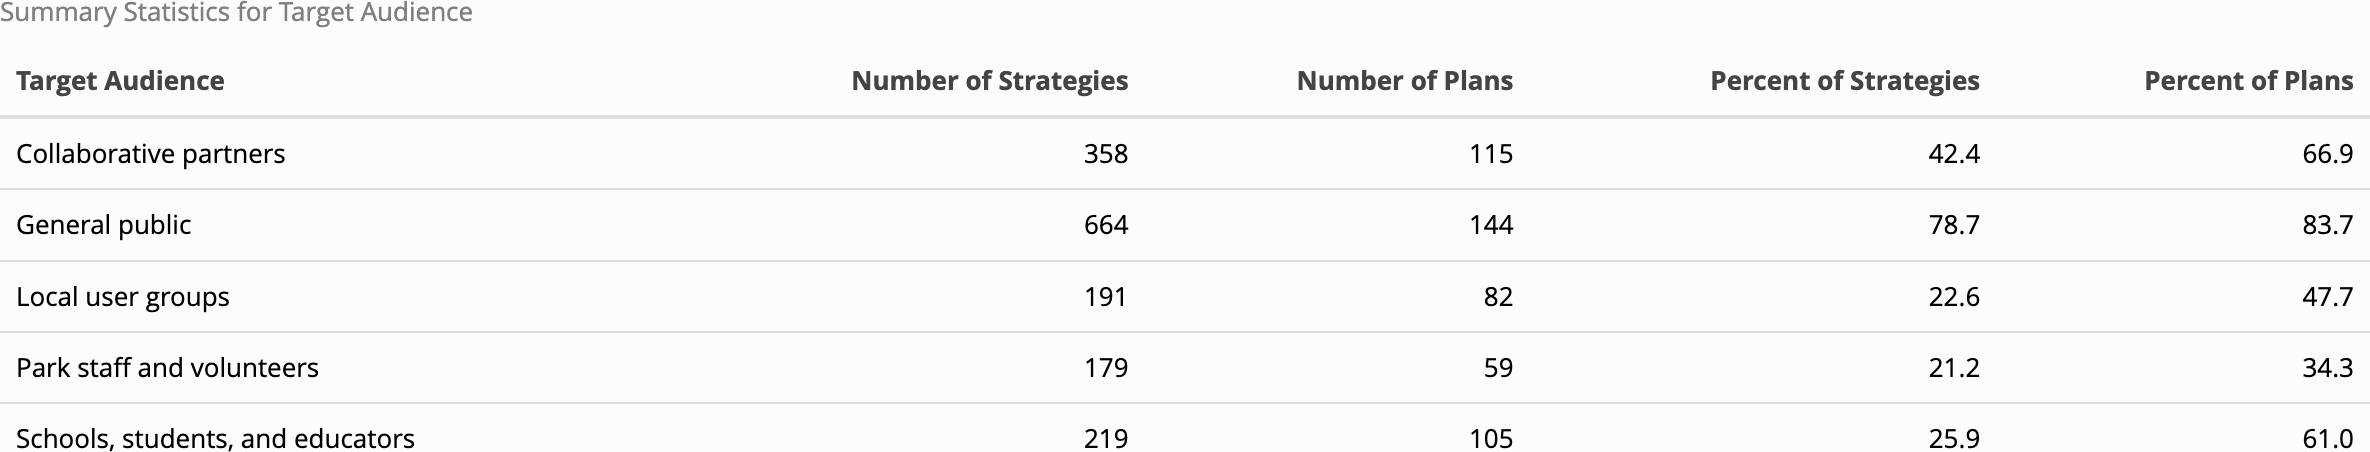 Summary Statistics for Target Audience
Target Audience Number of Strategies Number of Plans Percent of Strategies Percent of Plans
Collaborative partners 358 115 42.4 66.9
General public 664 144 78.7 83.7
Local user groups 191 82 22.6 47.7
Park staff and volunteers 179 59 21.2 34.3
Schools, students, and educators 219 105 25.9 61.0